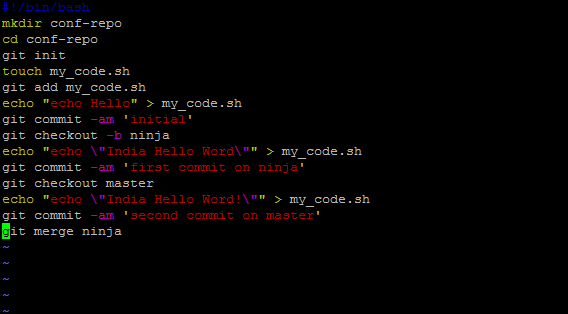 #!/bin/bash
mkdir conf-repo
cd conf-repo
git init
touch my_code.sh
git add my_code.sh
echo "echo Hello" > my_code.sh
git commit -am 'initial'
git checkout -b ninja
echo "echo \"India Hello Word\"" > my_code.sh
git commit -am 'first commit on ninja'
git checkout master
echo "echo \"India Hello Word!\"" > my_code.sh
git commit -am 'second commit on master'
git merge ninja
~
~
~
~
~